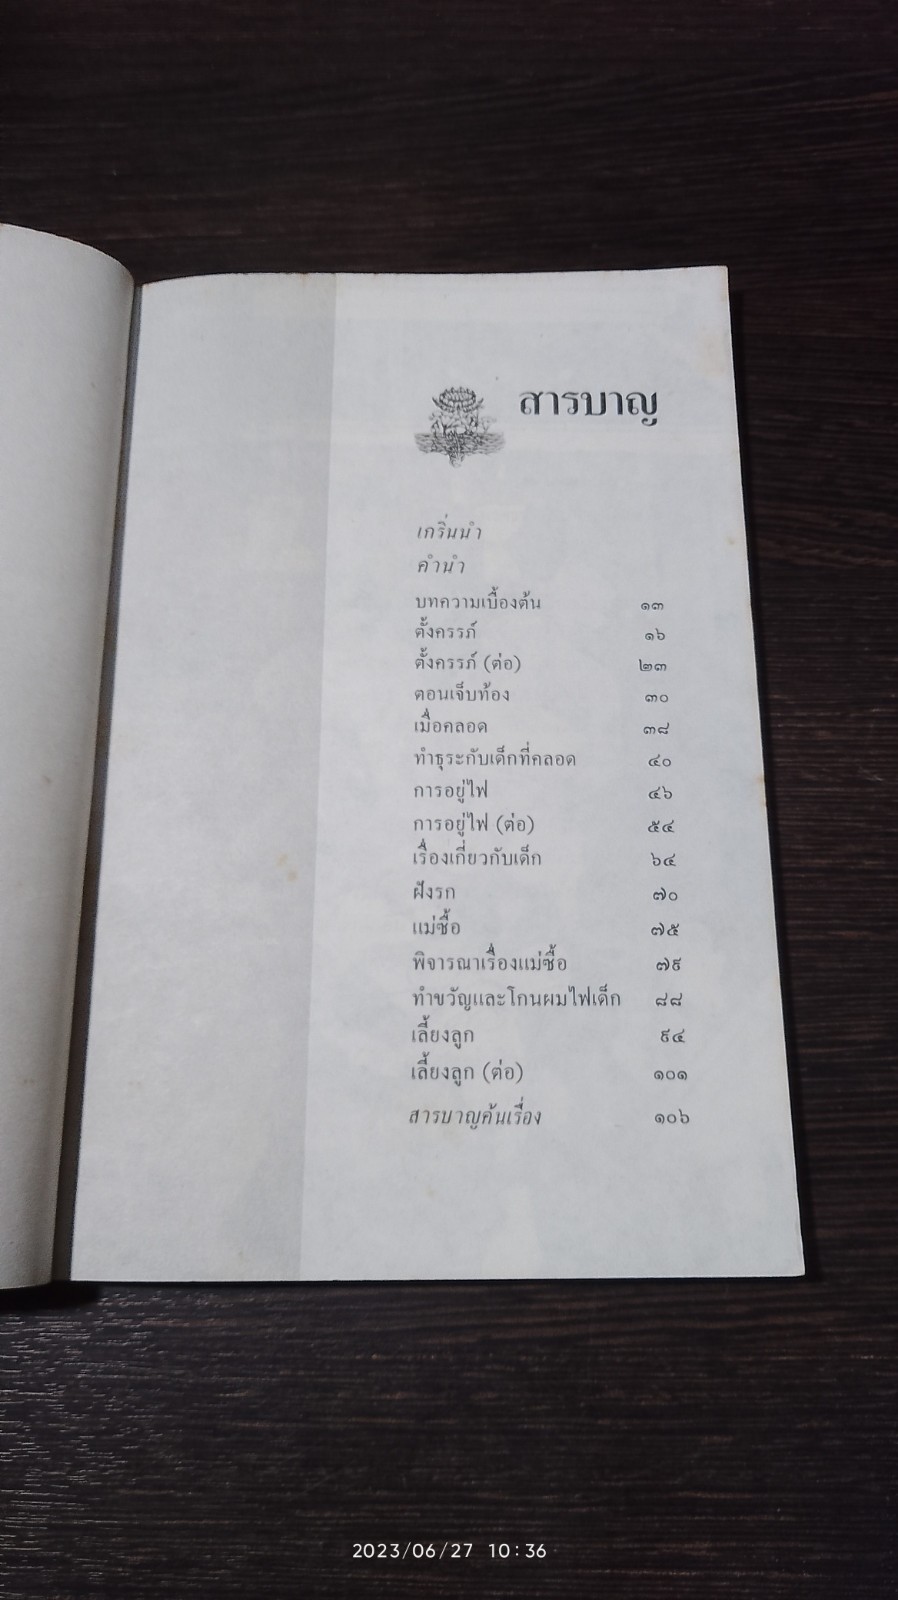 สารบาญ
เกริ่นนำ
คำนำ
บทความเบื้องต้น ๑๓
ตั้งครรภ์ ๑๖
ตั้งครรภ์ (ต่อ) ๒๓
ตอนเจ็บท้อง ๓๐
เมื่อคลอด ๓๘
ทำธุระกับเด็กที่คลอด ๔๐
การอยู่ไฟ ๔๖
การอยู่ไฟ (ต่อ) ๕๔
เรื่องเกี่ยวกับเด็ก ๖๔
ฝังรก ๗๐
แม่ซื้อ ๗๕
พิจารณาเรื่องแม่ซื้อ ๗๙
ทำขวัญและโกนผมไฟเด็ก ๘๘
เลี้ยงลูก ๙๔
เลี้ยงลูก (ต่อ) ๑๐๑
สารบาญค้นเรื่อง ๑๐๖
2023/06/27 10:36